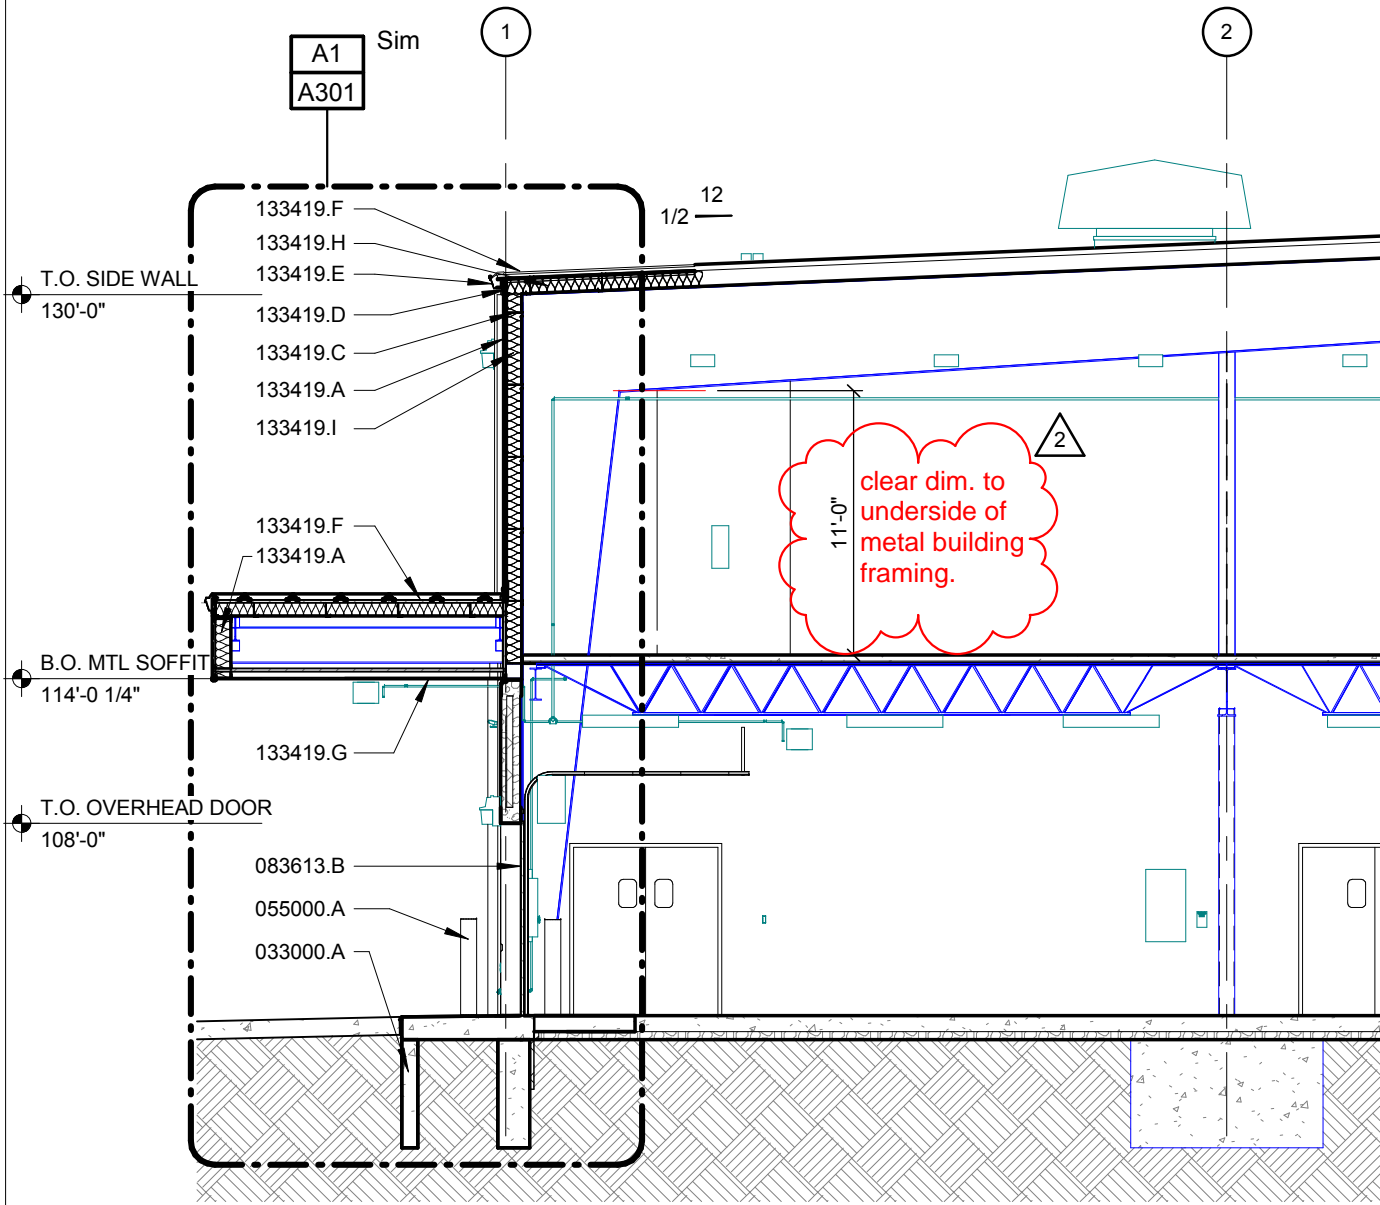 1
2
A1
Sim
A301
12
1/2
133419.F
133419.H
133419.E
133419.D
133419.C
133419.A
133419.I
T.O. SIDE WALL
130'-0"
2
clear dim. to
underside of
metal building
framing.
11'-0"
133419.F
133419.A
B.O. MTL SOFFIT
114'-0 1/4"
133419.G
T.O. OVERHEAD DOOR
108'-0"
083613.B
055000.A
033000.A